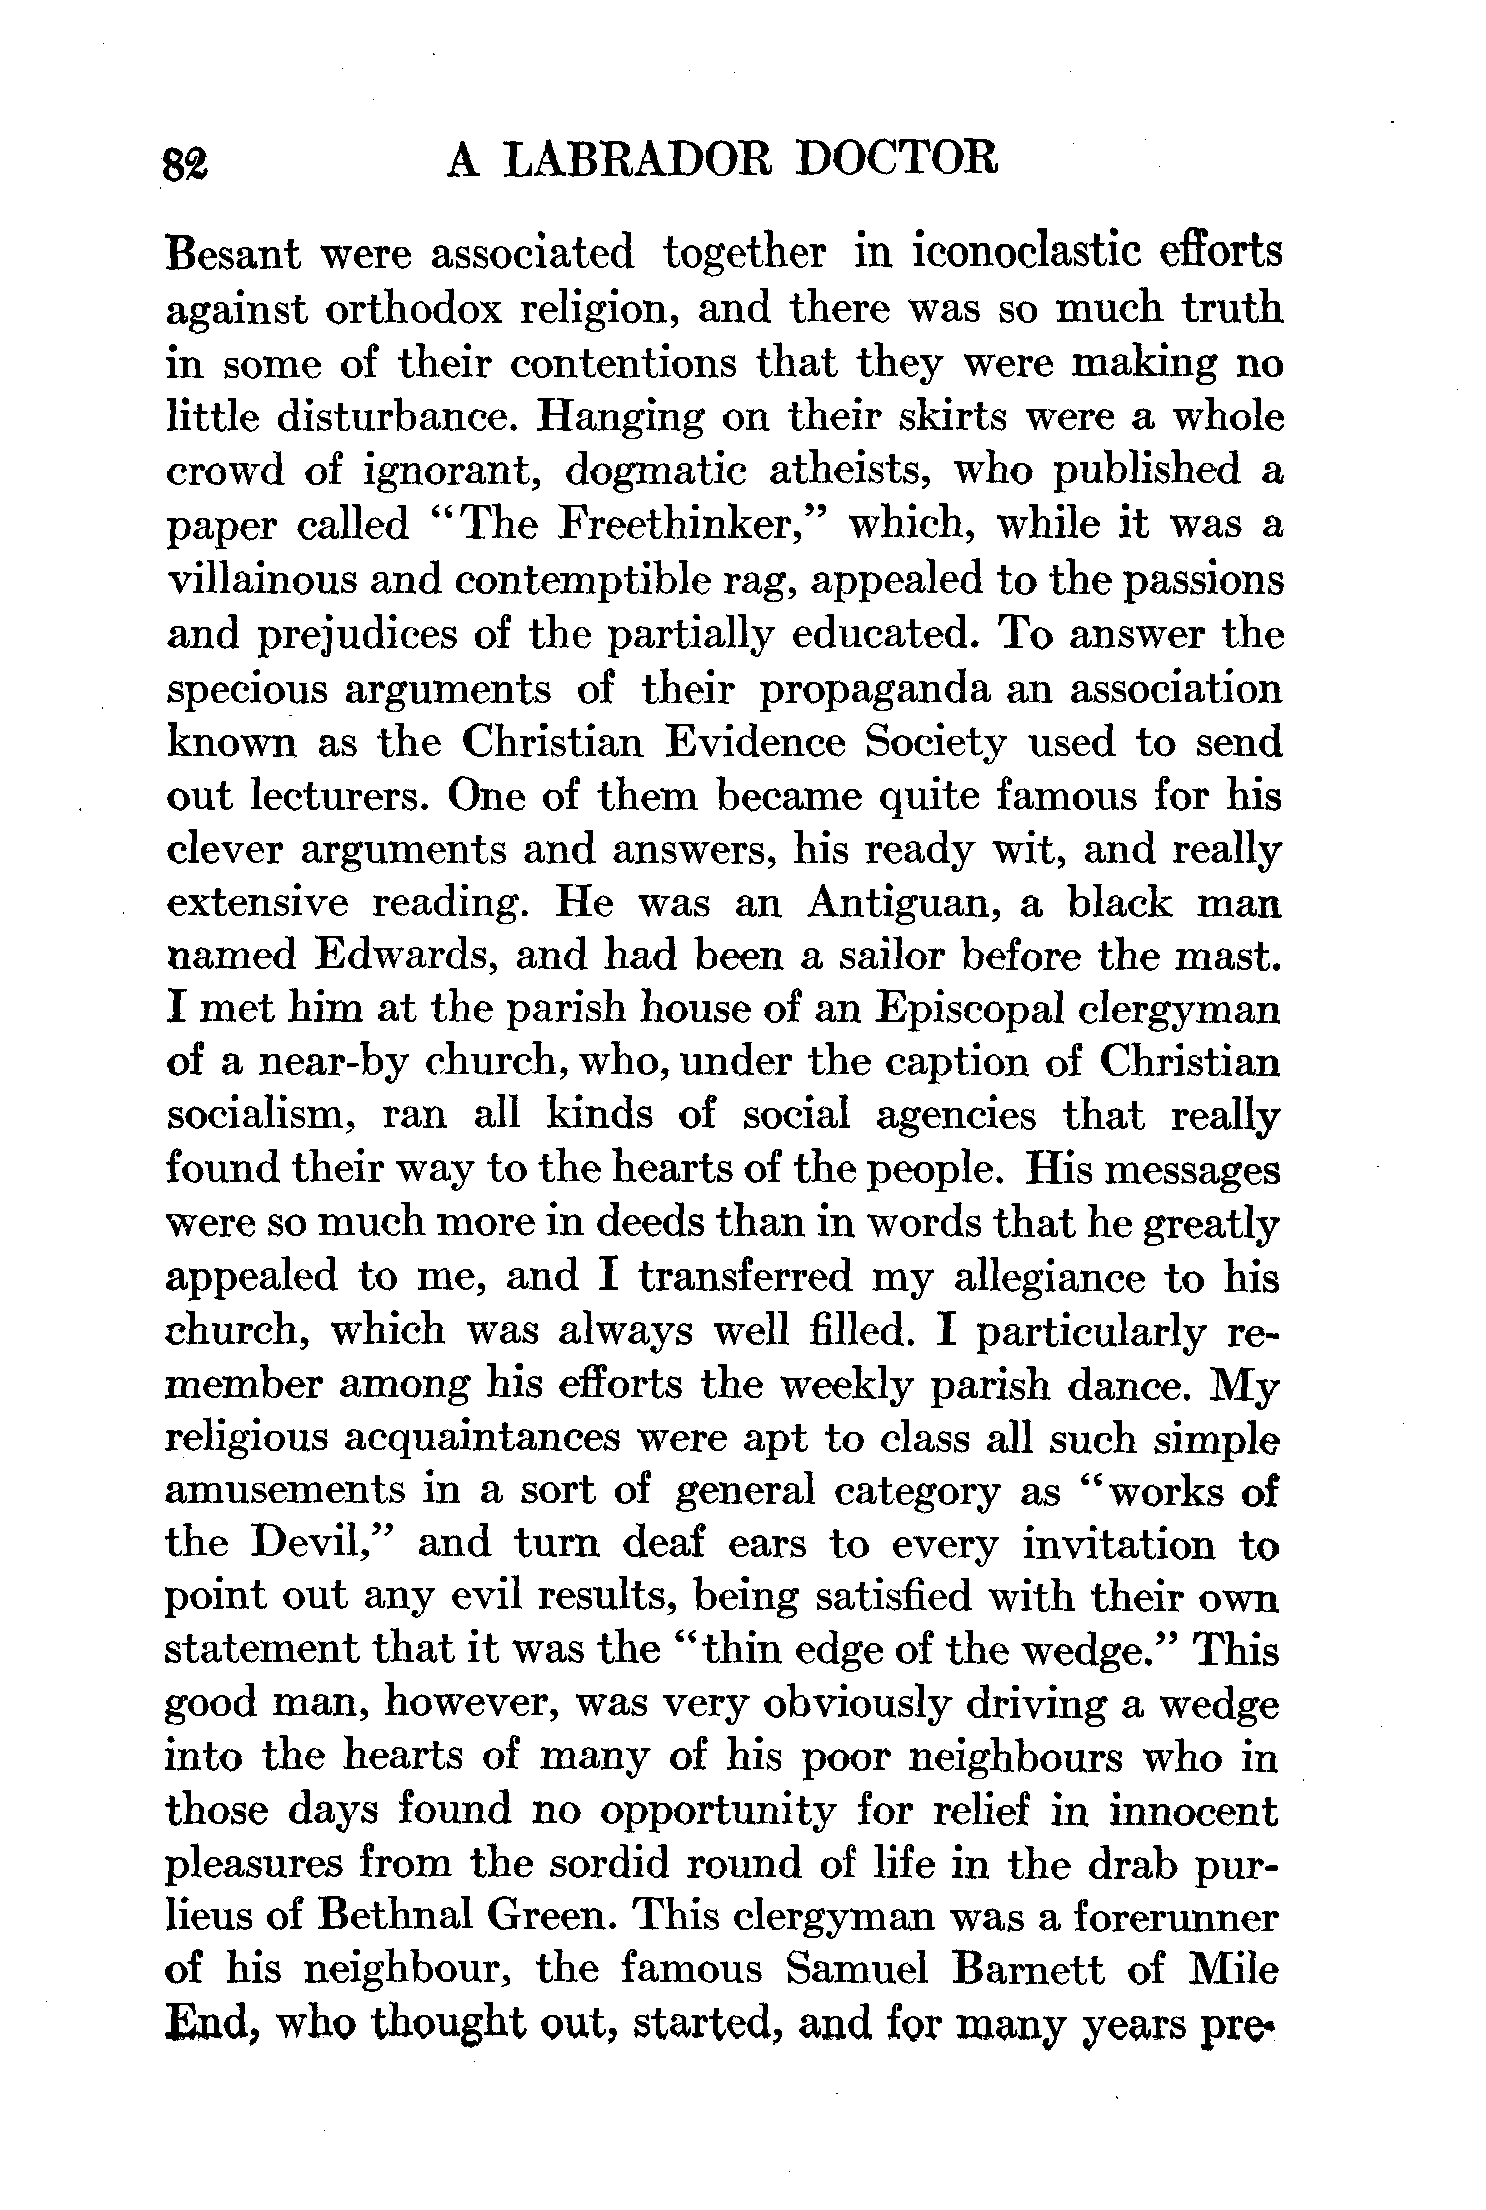 82 A LABRADOR DOCTOR
Besant were associated together in iconoclastic efforts
against orthodox religion, and there was so much truth
in some of their contentions that they were making no
little disturbance. Hanging on their skirts were a whole
crowd of ignorant, dogmatic atheists, who published a
paper called “The Freethinker,” which, while it was a
villainous and contemptible rag, appealed to the passions
and prejudices of the partially educated. To answer the
specious arguments of their propaganda an association
known as the Christian Evidence Society used to send
out lecturers. One of them became quite famous for his
clever arguments and answers, his ready wit, and really
extensive reading. He was an Antiguan, a black man
named Edwards, and had been a sailor before the mast.
I met him at the parish house of an Episcopal clergyman
of a near-by church, who, under the caption of Christian
socialism, ran all kinds of social agencies that really
found their way to the hearts of the people. His messages
were so much more in deeds than in words that he greatly
appealed to me, and I transferred my allegiance to his
church, which was always well filled. I particularly re-
member among his efforts the weekly parish dance. My
religious acquaintances were apt to class all such simple
amusements in a sort of general category as “works of
the Devil,” and turn deaf ears to every invitation to
point out any evil results, being satisfied with their own
statement that it was the “thin edge of the wedge.” This
good man, however, was very obviously driving a wedge
into the hearts of many of his poor neighbours who in
those days found no opportunity for relief in innocent
pleasures from the sordid round of life in the drab pur-
lieus of Bethnal Green. This clergyman was a forerunner
of his neighbour, the famous Samuel Barnett of Mile
End, who thought out, started, and for many years pre-